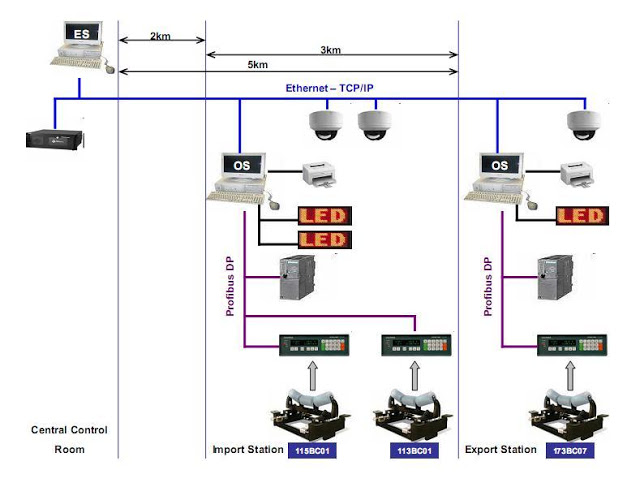 ES
2km
3km
5km
Ethernet – TCP/IP
OS
OS
LED
LED
LED
Profibus DP
Profibus DP
Central Control
Room
Import Station
115BC01
113BC01
Export Station
173BC07